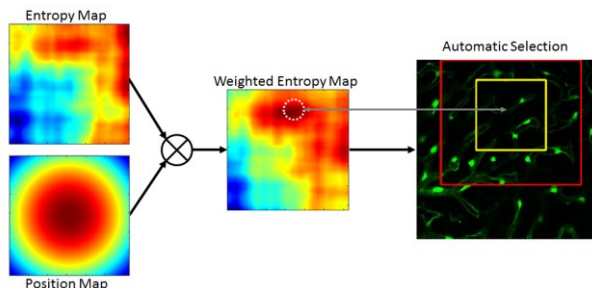 Entropy Map
Weighted Entropy Map
Automatic Selection
Position Map